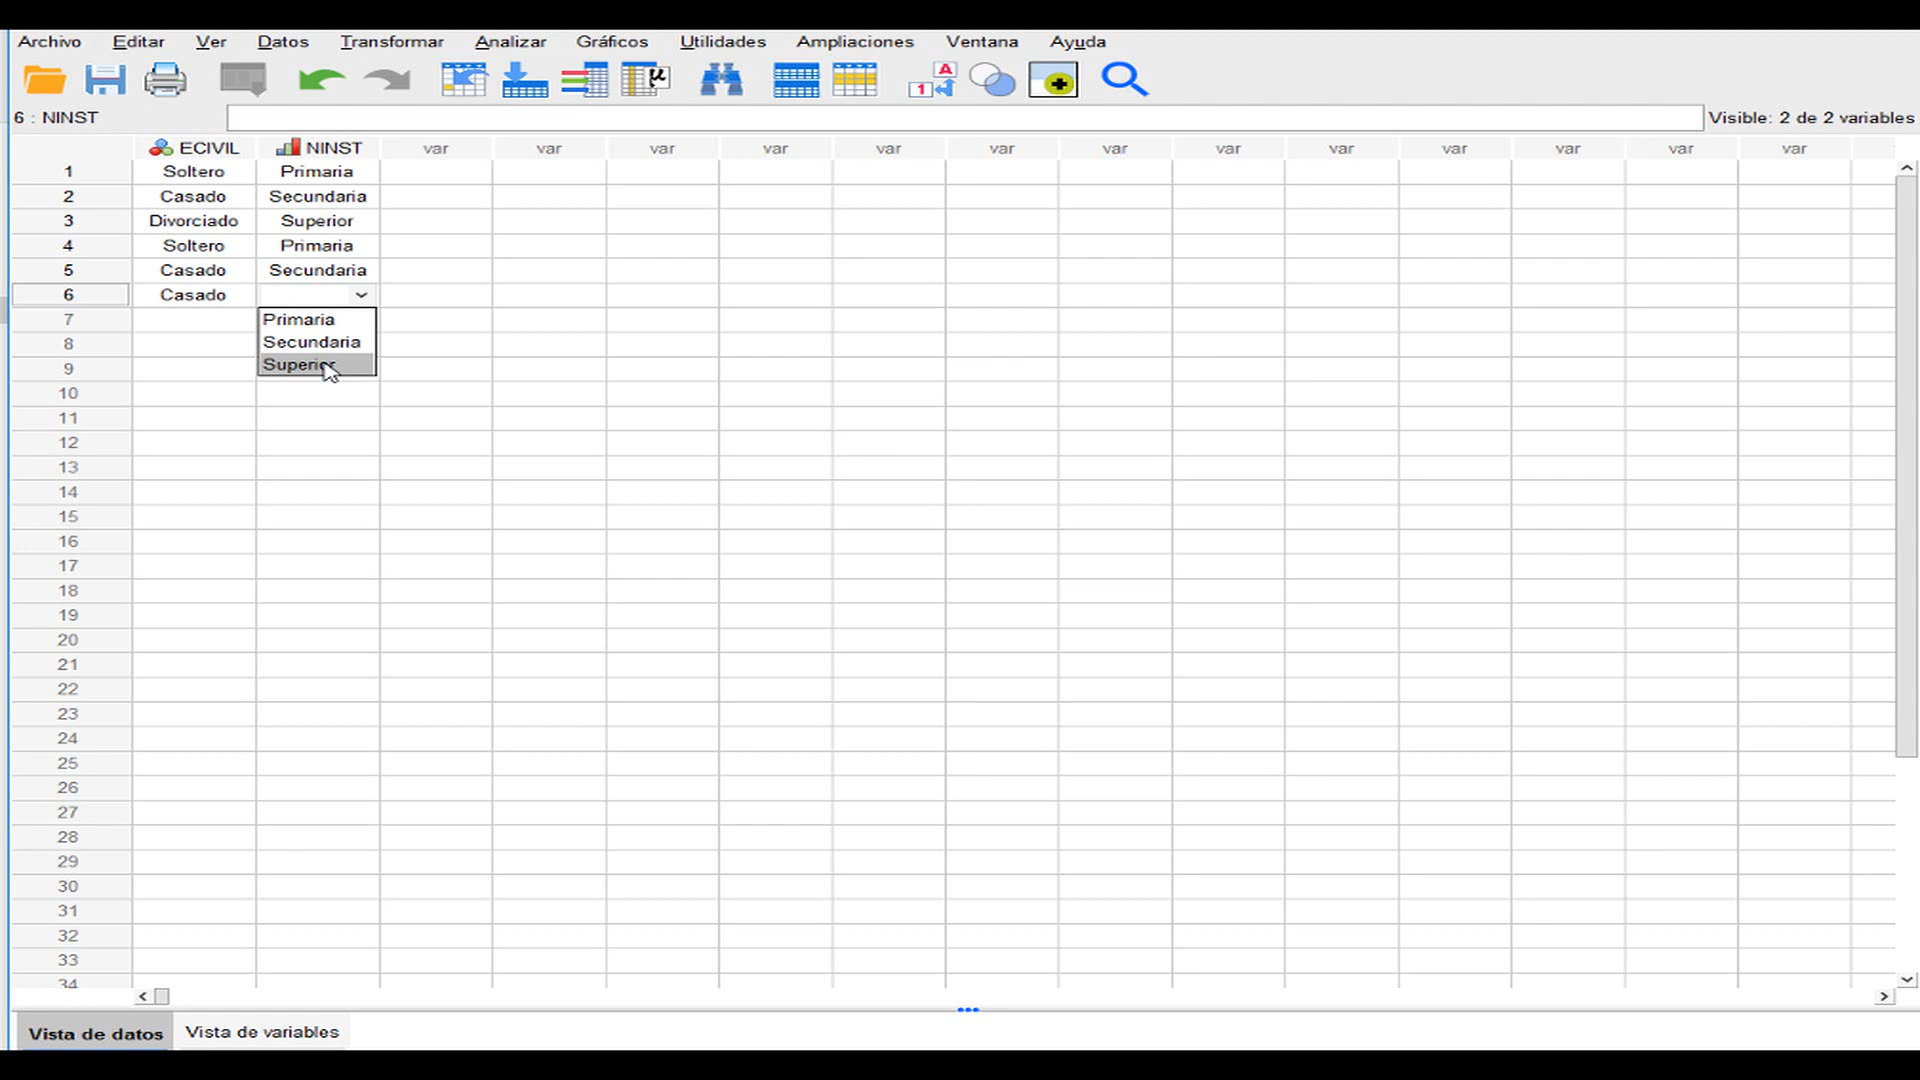 Archivo Editar Ver Datos Transformar Analizar Gráficos Utilidades Ampliaciones Ventana Ayuda
A
1
μ
6 : NINST
Visible: 2 de 2 variables
ECIVIL NINST var var var var var var var var var var var var var
1 Soltero Primaria
2 Casado Secundaria
3 Divorciado Superior
4 Soltero Primaria
5 Casado Secundaria
6 Casado
7 Primaria
8 Secundaria
9 Superior
10
11
12
13
14
15
16
17
18
19
20
21
22
23
24
25
26
27
28
29
30
31
32
33
34
Vista de datos Vista de variables